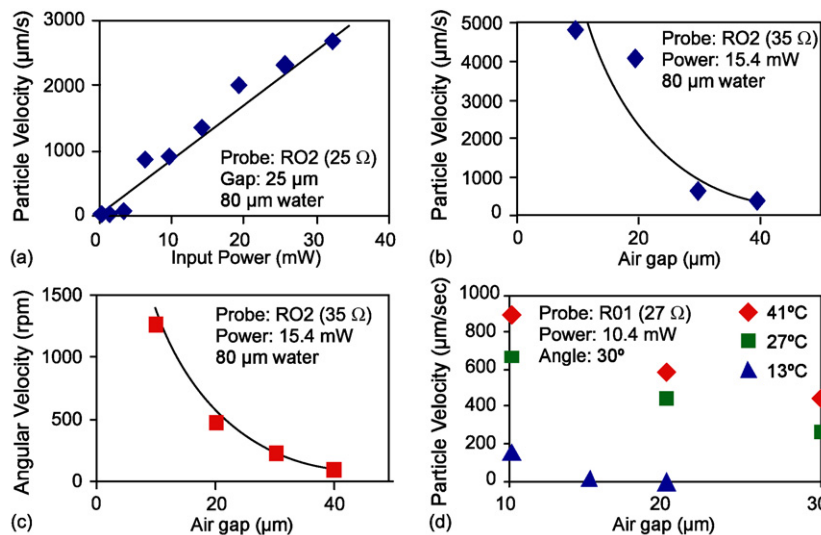 Particle Velocity (µm/s)
3000
2000
1000
0
Probe: RO2 (25 Ω)
Gap: 25 µm
80 µm water
0
10
20
30
40
Input Power (mW)
(a)
Particle Velocity (µm/s)
5000
4000
3000
2000
1000
0
Probe: RO2 (35 Ω)
Power: 15.4 mW
80 µm water
0
20
40
Air gap (µm)
(b)
Angular Velocity (rpm)
1500
1000
500
0
Probe: RO2 (35 Ω)
Power: 15.4 mW
80 µm water
0
10
20
30
40
Air gap (µm)
(c)
Particle Velocity (µm/sec)
1000
800
600
400
200
0
Probe: R01 (27 Ω)
Power: 10.4 mW
Angle: 30º
41ºC
27ºC
13ºC
10
20
30
Air gap (µm)
(d)